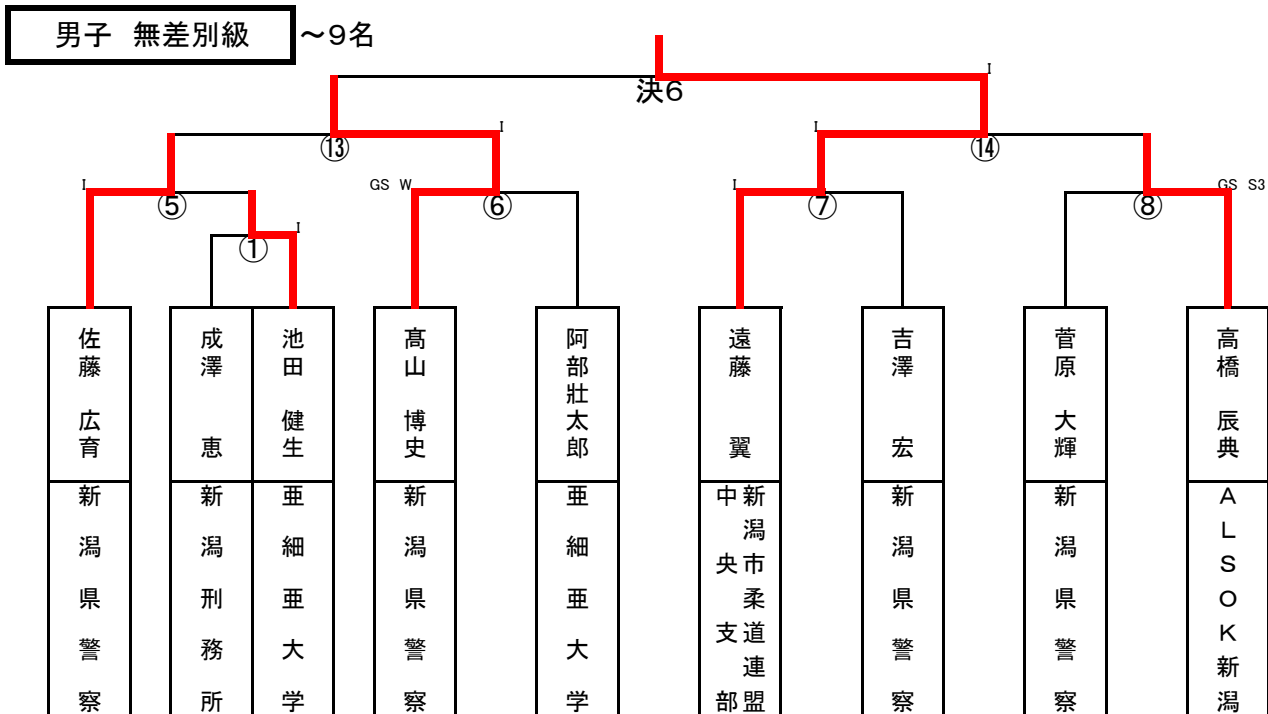 男子 無差別級 ～9名
I
決6
I
⑬
I
⑭
I
⑤
GS W
⑥
I
⑦
GS S3
⑧
I
①
佐藤 広育
成澤 恵
池田 健生
髙山 博史
阿部壯太郎
遠藤 翼
吉澤 宏
菅原 大輝
高橋 辰典
新潟県警察
新潟刑務所
亜細亜大学
新潟県警察
亜細亜大学
新潟市柔道連盟
中央支部
新潟県警察
新潟県警察
ALSOK新潟